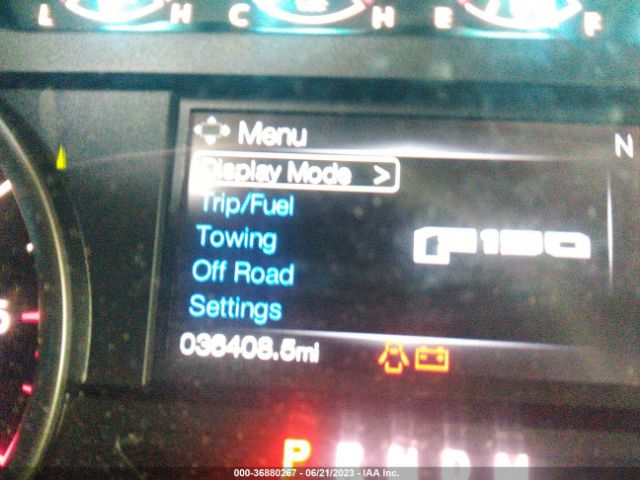 L H C H E F
Menu
N
Display Mode >
Trip/Fuel
Towing
F150
Off Road
Settings
036408.5mi
5
P R N D M
000-36880267 - 06/21/2023 - IAA Inc.